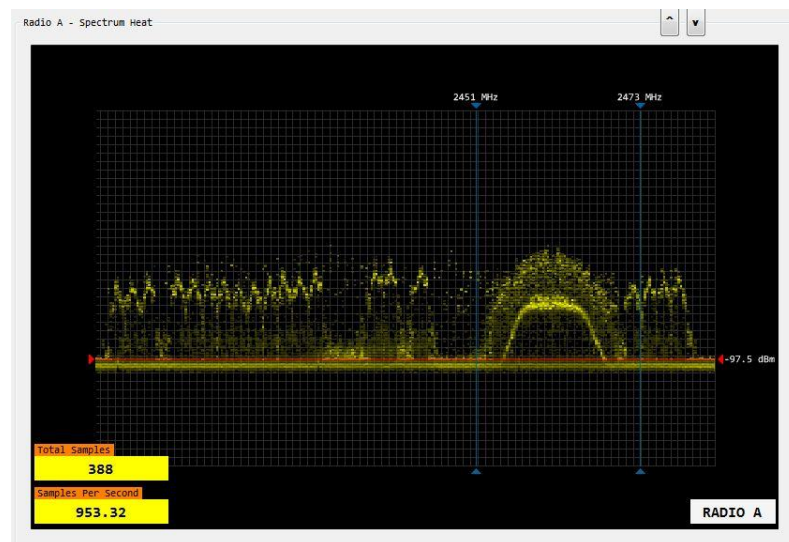 Radio A - Spectrum Heat
^ v
2451 MHz 2473 MHz
-97.5 dBm
Total Samples
388
Samples Per Second
953.32
RADIO A